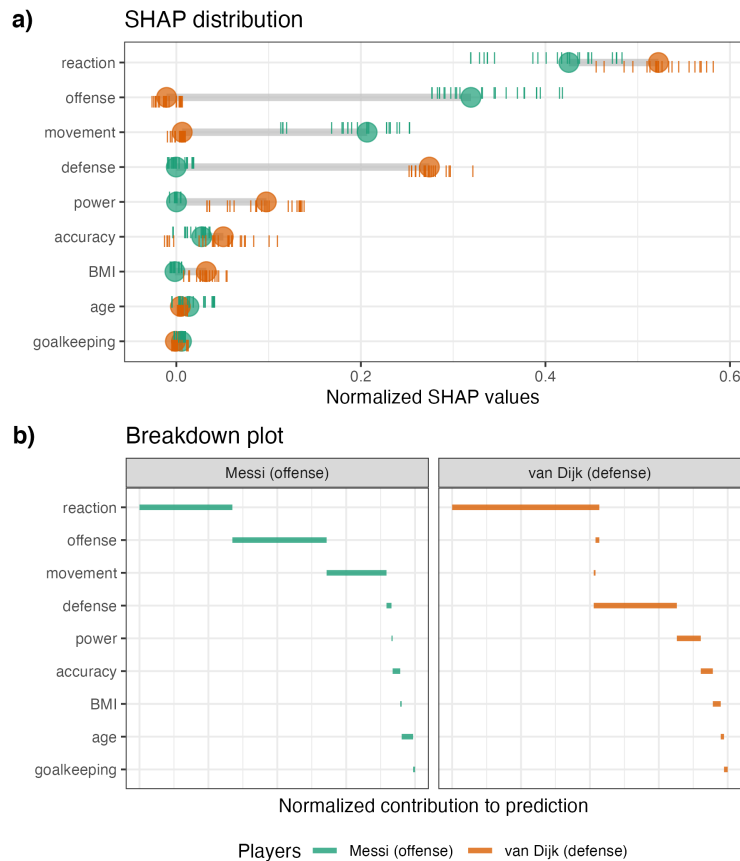 a)
SHAP distribution
reaction
offense
movement
defense
power
accuracy
BMI
age
goalkeeping
0.0 0.2 0.4 0.6
Normalized SHAP values
b)
Breakdown plot
Messi (offense) van Dijk (defense)
reaction
offense
movement
defense
power
accuracy
BMI
age
goalkeeping
Normalized contribution to prediction
Players Messi (offense) van Dijk (defense)